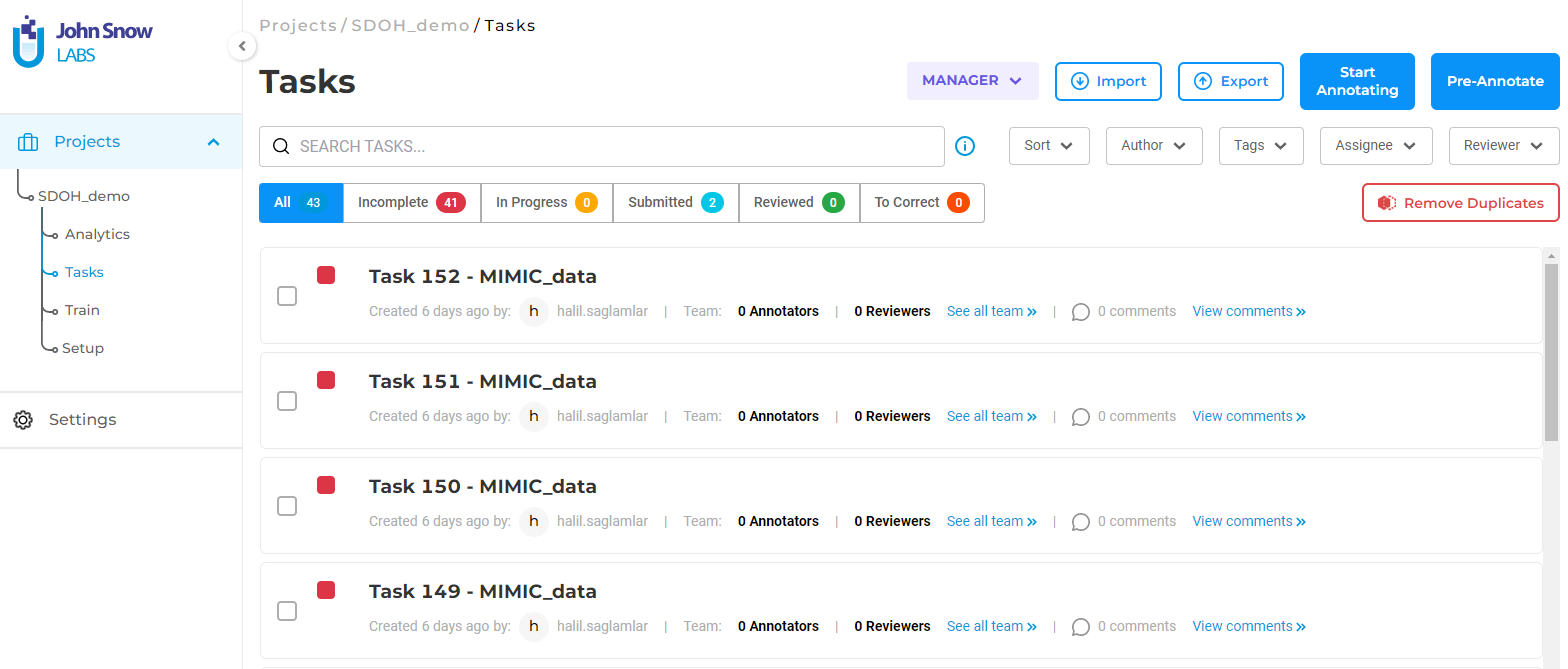 John Snow
LABS
Projects
SDOH_demo
Analytics
Tasks
Train
Setup
Settings
Projects / SDOH_demo / Tasks
Tasks
MANAGER
Import
Export
Start
Annotating
Pre-Annotate
SEARCH TASKS...
Sort
Author
Tags
Assignee
Reviewer
All 43
Incomplete 41
In Progress 0
Submitted 2
Reviewed 0
To Correct 0
Remove Duplicates
Task 152 - MIMIC_data
Created 6 days ago by: h halil.saglamlar | Team: 0 Annotators | 0 Reviewers See all team » | 0 comments View comments »
Task 151 - MIMIC_data
Created 6 days ago by: h halil.saglamlar | Team: 0 Annotators | 0 Reviewers See all team » | 0 comments View comments »
Task 150 - MIMIC_data
Created 6 days ago by: h halil.saglamlar | Team: 0 Annotators | 0 Reviewers See all team » | 0 comments View comments »
Task 149 - MIMIC_data
Created 6 days ago by: h halil.saglamlar | Team: 0 Annotators | 0 Reviewers See all team » | 0 comments View comments »